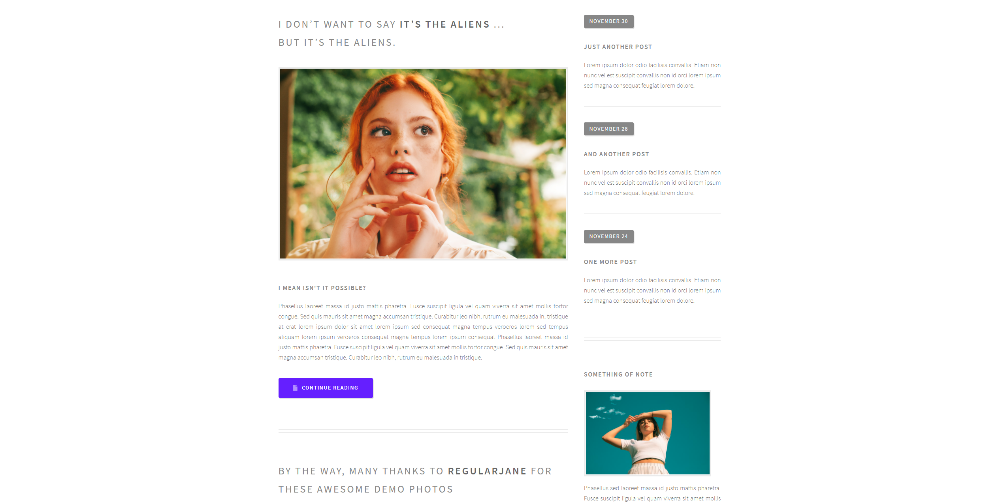 I DON’T WANT TO SAY IT’S THE ALIENS ...
BUT IT’S THE ALIENS.
I MEAN ISN'T IT POSSIBLE?
Phasellus laoreet massa id justo mattis pharetra. Fusce suscipit ligula vel quam viverra sit amet mollis tortor
congue. Sed quis mauris sit amet magna accumsan tristique. Curabitur leo nibh, rutrum eu malesuada in, tristique
at erat lorem ipsum dolor sit amet lorem ipsum sed consequat magna tempus veroeros lorem sed tempus
aliquam lorem ipsum veroeros consequat magna tempus lorem ipsum consequat Phasellus laoreet massa id
justo mattis pharetra. Fusce suscipit ligula vel quam viverra sit amet mollis tortor congue. Sed quis mauris sit amet
magna accumsan tristique. Curabitur leo nibh, rutrum eu malesuada in tristique.
CONTINUE READING
BY THE WAY, MANY THANKS TO REGULARJANE FOR
THESE AWESOME DEMO PHOTOS
NOVEMBER 30
JUST ANOTHER POST
Lorem ipsum dolor odio facilisis convallis. Etiam non
nunc vel est suscipit convallis non id orci lorem ipsum
sed magna consequat feugiat lorem dolore.
NOVEMBER 28
AND ANOTHER POST
Lorem ipsum dolor odio facilisis convallis. Etiam non
nunc vel est suscipit convallis non id orci lorem ipsum
sed magna consequat feugiat lorem dolore.
NOVEMBER 24
ONE MORE POST
Lorem ipsum dolor odio facilisis convallis. Etiam non
nunc vel est suscipit convallis non id orci lorem ipsum
sed magna consequat feugiat lorem dolore.
SOMETHING OF NOTE
Phasellus sed laoreet massa id justo mattis pharetra.
Fusce suscipit ligula vel quam viverra sit amet mollis